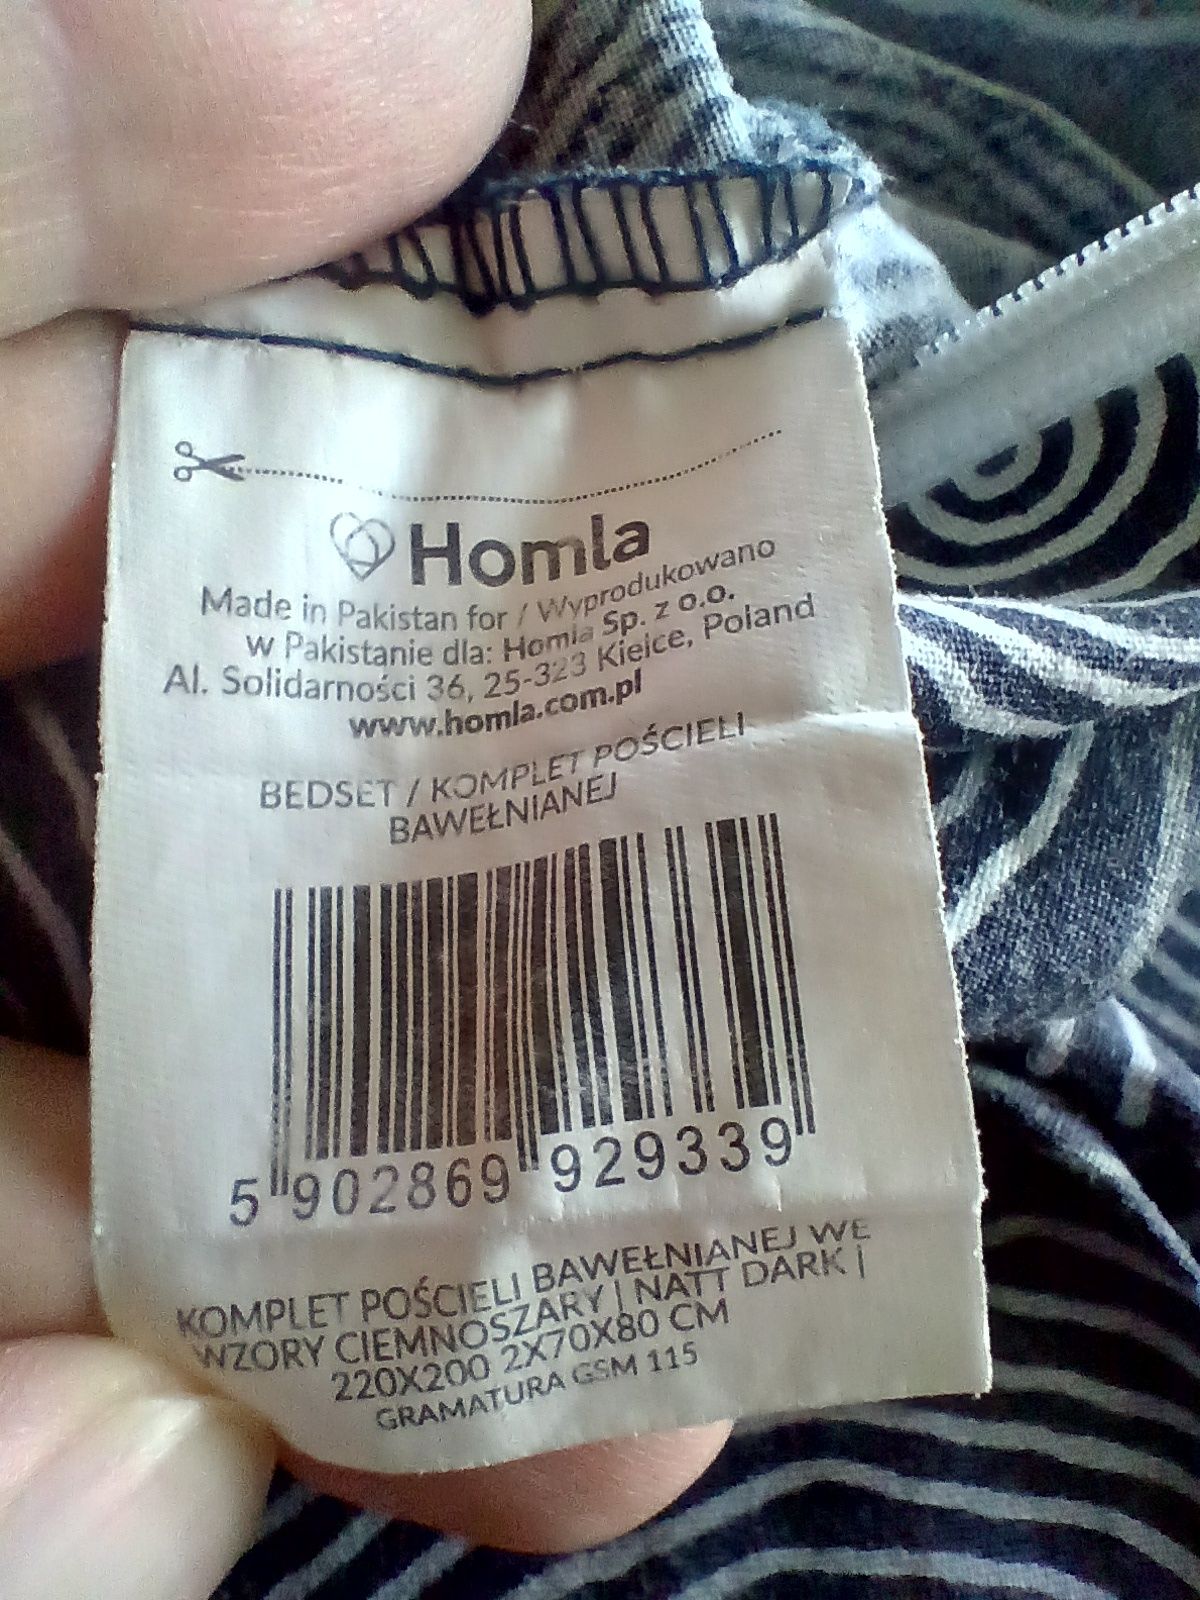 Homla
Made in Pakistan for / Wyprodukowano
w Pakistanie dla: Homla Sp. z o.o.
Al. Solidarności 36, 25-323 Kielce, Poland
www.homla.com.pl
BEDSET / KOMPLET POŚCIELI
BAWEŁNIANEJ
5 902869 929339
KOMPLET POŚCIELI BAWEŁNIANEJ WE
WZORY CIEMNOSZARY | NATT DARK |
220X200 2X70X80 CM
GRAMATURA GSM 115